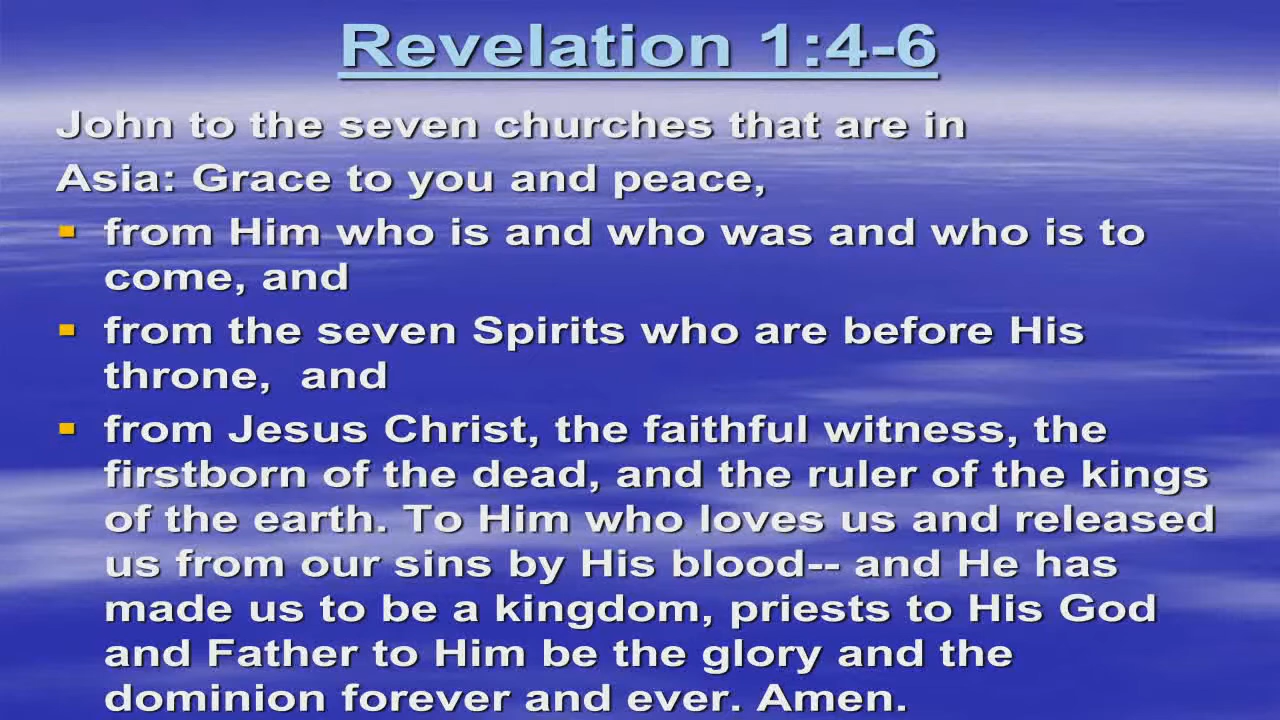 Revelation 1:4-6
John to the seven churches that are in
Asia: Grace to you and peace,
from Him who is and who was and who is to
come, and
from the seven Spirits who are before His
throne,  and
from Jesus Christ, the faithful witness, the
firstborn of the dead, and the ruler of the kings
of the earth. To Him who loves us and released
us from our sins by His blood-- and He has
made us to be a kingdom, priests to His God
and Father to Him be the glory and the
dominion forever and ever. Amen.